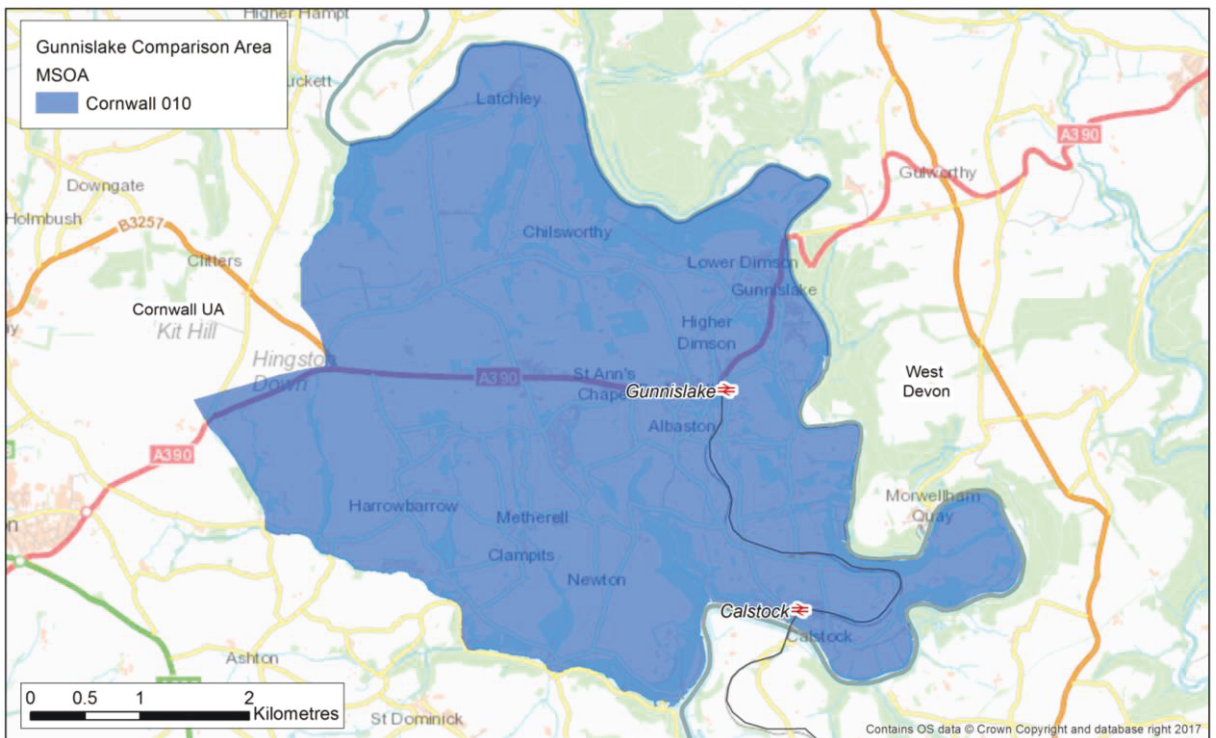 Higher Hampt
Gunnislake Comparison Area
MSOA
Cornwall 010
Latchley
A390
Gulworthy
Downgate
Holmbush
B3257
Chilsworthy
Clitters
Lower Dimson
Gunnislake
Cornwall UA
Kit Hill
Higher
Dimson
Hingston
Down
A390
St Ann's
Chape
Gunnislake
West
Devon
Albaston
A390
Harrowbarrow
Metherell
Morwellham
Quay
Clampits
Newton
Calstock
Calstock
Ashton
0 0.5 1 2
Kilometres
St Dominick
Contains OS data © Crown Copyright and database right 2017